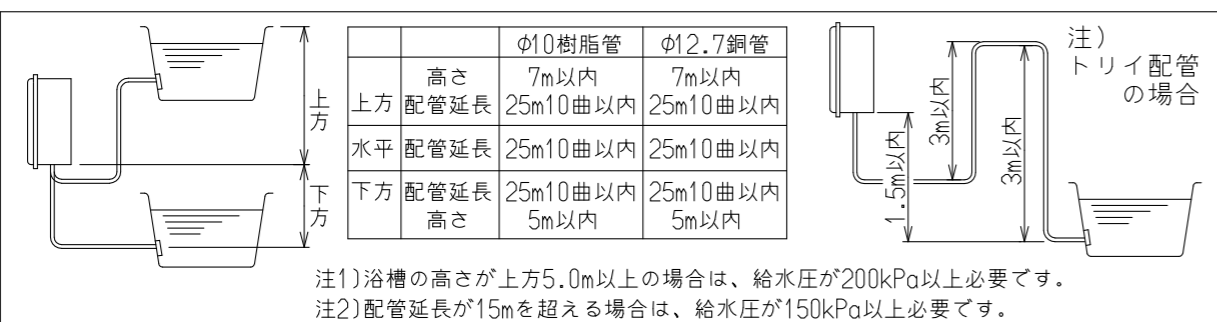 上方
下方
φ10樹脂管 φ12.7銅管
上方 高さ 7m以内 7m以内
配管延長 25m10曲以内 25m10曲以内
水平 配管延長 25m10曲以内 25m10曲以内
下方 配管延長 25m10曲以内 25m10曲以内
高さ 5m以内 5m以内
注)
トリイ配管
の場合
1.5m以内
3m以内
3m以内
注1)浴槽の高さが上方5.0m以上の場合は、給水圧が200kPa以上必要です。
注2)配管延長が15mを超える場合は、給水圧が150kPa以上必要です。